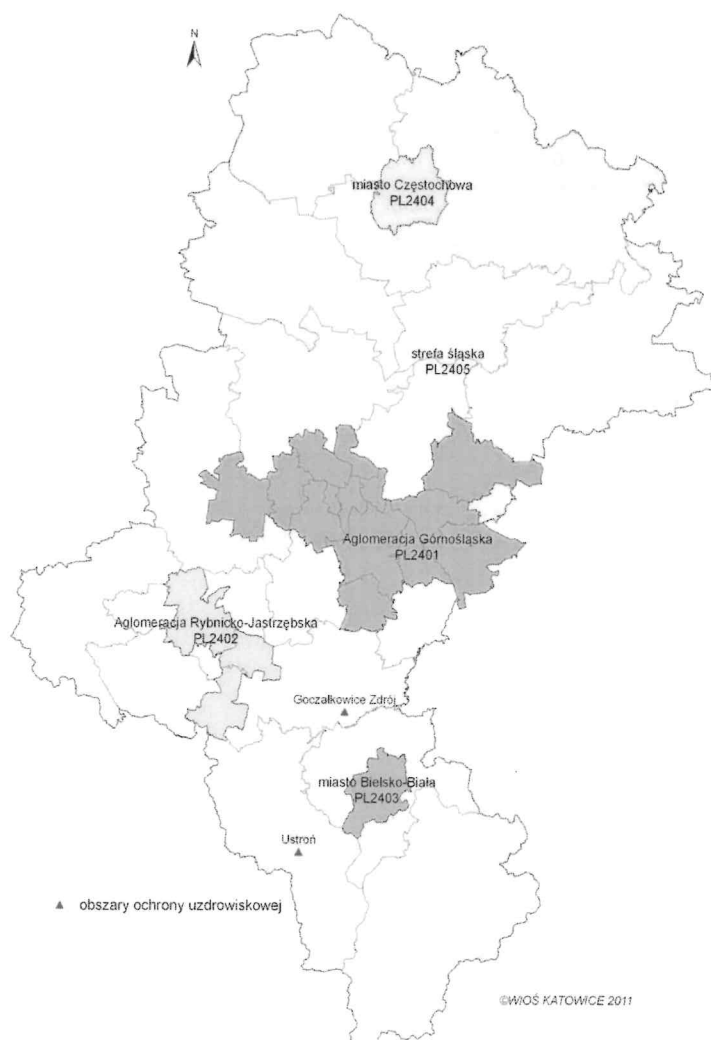 N
miasto Częstochowa
PL2404
strefa śląska
PL2405
Aglomeracja Górnośląska
PL2401
Aglomeracja Rybnicko-Jastrzębska
PL2402
Goczałkowice Zdrój
miasto Bielsko-Biała
PL2403
Ustroń
obszary ochrony uzdrowiskowej
©WIOŚ KATOWICE 2011